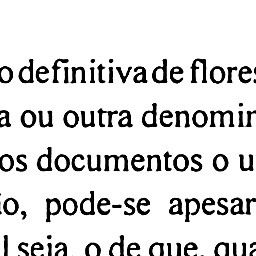 o definitiva de flores
a ou outra denomin
os documentos o u
io, pode-se apesar
l seja, o de que, qua